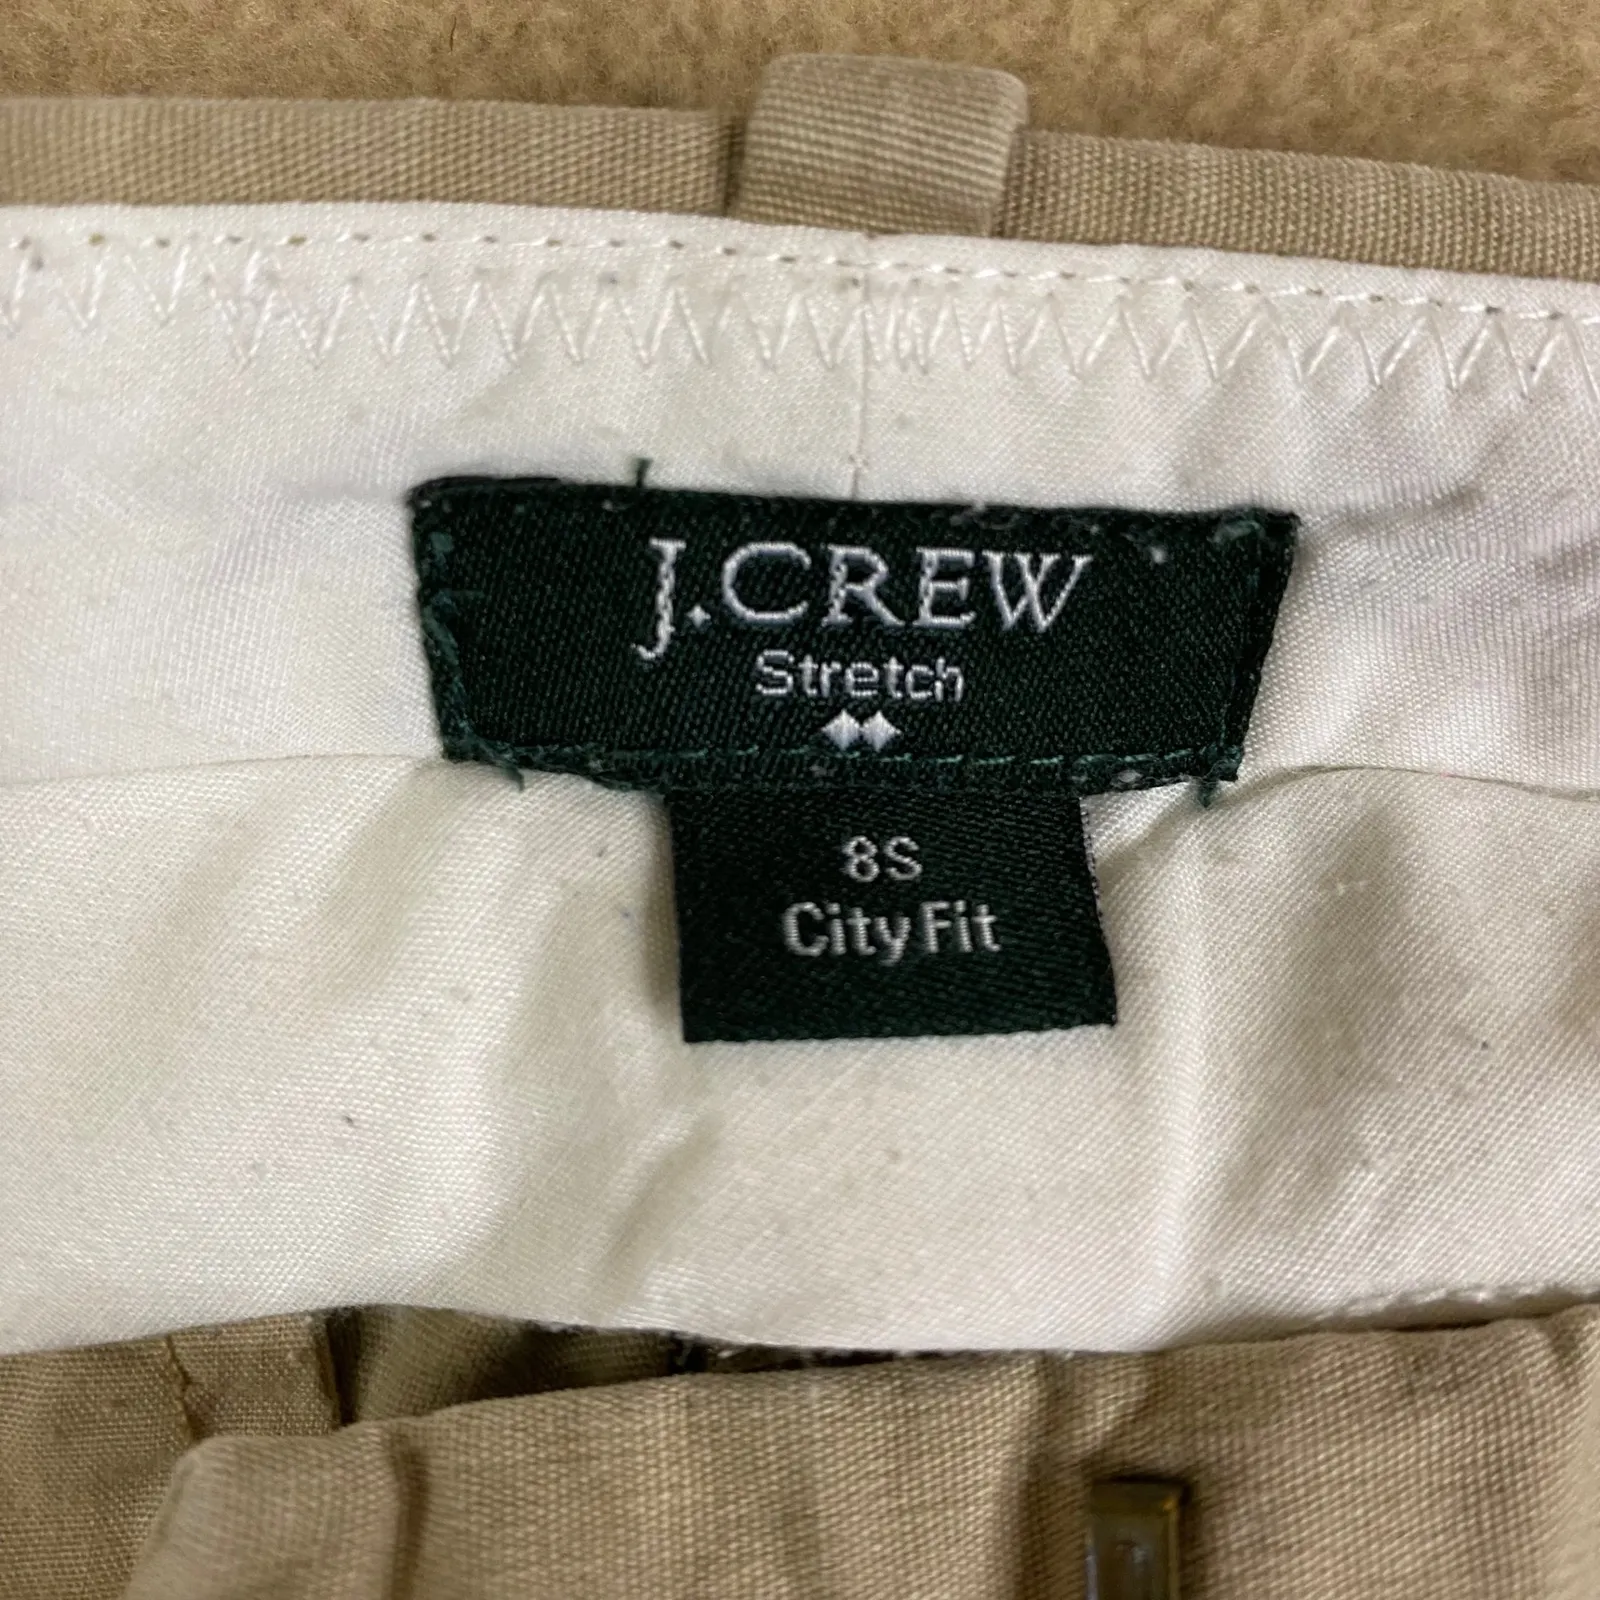 J.CREW
Stretch
8S
City Fit